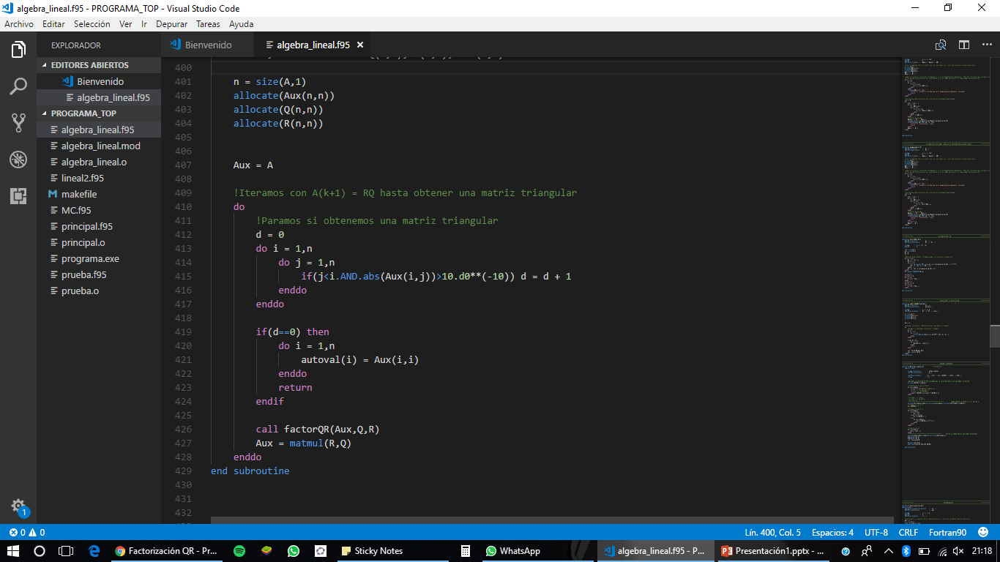 algebra_lineal.f95 - PROGRAMA_TOP - Visual Studio Code
Archivo Editar Selección Ver Ir Depurar Tareas Ayuda
EXPLORADOR
EDITORES ABIERTOS
Bienvenido
algebra_lineal.f95
PROGRAMA_TOP
algebra_lineal.f95
algebra_lineal.mod
algebra_lineal.o
lineal2.f95
makefile
MC.f95
principal.f95
principal.o
programa.exe
prueba.f95
prueba.o
1
Bienvenido
algebra_lineal.f95
400
401 n = size(A,1)
402 allocate(Aux(n,n))
403 allocate(Q(n,n))
404 allocate(R(n,n))
405
406
407 Aux = A
408
409 !Iteramos con A(k+1) = RQ hasta obtener una matriz triangular
410 do
411 !Paramos si obtenemos una matriz triangular
412 d = 0
413 do i = 1,n
414 do j = 1,n
415 if(j<i.AND.abs(Aux(i,j))>10.d0**(-10)) d = d + 1
416 enddo
417 enddo
418
419 if(d==0) then
420 do i = 1,n
421 autoval(i) = Aux(i,i)
422 enddo
423 return
424 endif
425
426 call factorQR(Aux,Q,R)
427 Aux = matmul(R,Q)
428 enddo
429 end subroutine
430
431
432
0 0
Lín. 400, Col. 5 Espacios: 4 UTF-8 CRLF Fortran90
Factorización QR - Pr... Sticky Notes WhatsApp algebra_lineal.f95 - P... Presentación1.pptx - ... 21:18